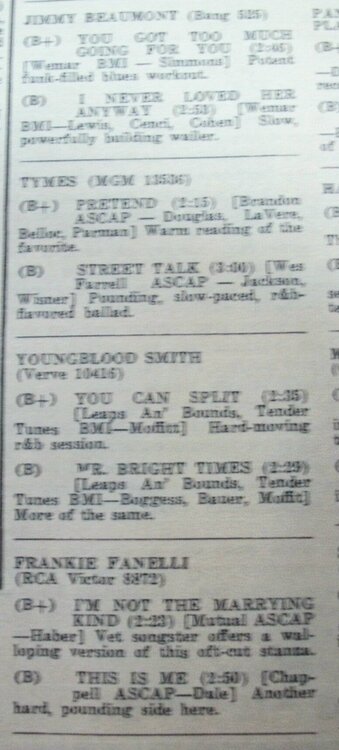 JIMMY BEAUMONT (Bang 525)
(B+) YOU GOT TOO MUCH
GOING FOR YOU (2:05)
[Wemar BMI — Simmons] Potent
funk-filled blues workout.
(B) I NEVER LOVED HER
ANYWAY (2:53) [Wemar
BMI—Lewis, Cenci, Cohen] Slow,
powerfully building wailer.
TYMES (MGM 13536)
(B+) PRETEND (2:15) [Brandon
ASCAP — Douglas, LaVere,
Belloc, Parman] Warm reading of the
favorite.
(B) STREET TALK (3:00) [Wes
Farrell ASCAP — Jackson,
Wisner] Pounding, slow-paced, r&b-
flavored ballad.
YOUNGBLOOD SMITH
(Verve 10416)
(B+) YOU CAN SPLIT (2:35)
[Leaps An' Bounds, Tender
Tunes BMI—Moffitt] Hard-moving
r&b session.
(B) MR. BRIGHT TIMES (2:29)
[Leaps An' Bounds, Tender
Tunes BMI—Boggess, Bauer, Moffit]
More of the same.
FRANKIE FANELLI
(RCA Victor 8872)
(B+) I'M NOT THE MARRYING
KIND (2:23) [Mutual ASCAP
—Haber] Vet songster offers a wal-
loping version of this oft-cut stanza.
(B) THIS IS ME (2:50) [Chap-
pell ASCAP—Dale] Another
hard, pounding side here.